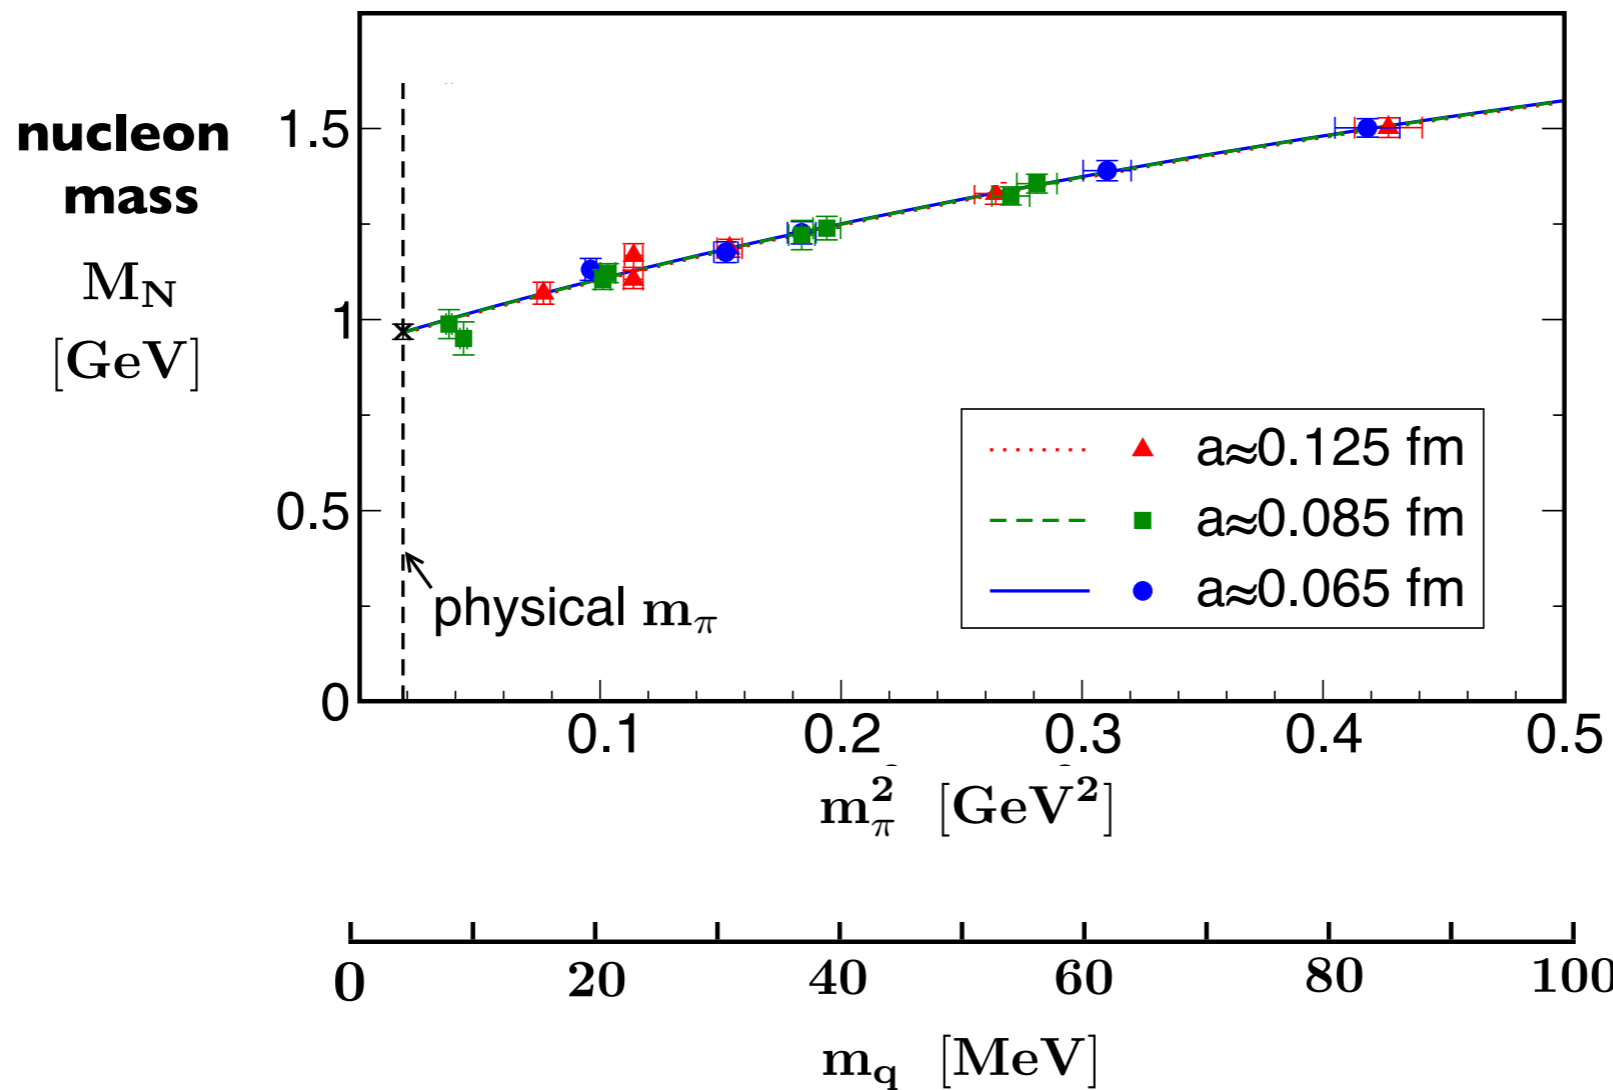 nucleon
mass
M_N
[GeV]
1.5
1
0.5
0
physical m_π
a≈0.125 fm
a≈0.085 fm
a≈0.065 fm
0.1 0.2 0.3 0.4 0.5
m_π^2 [GeV^2]
0 20 40 60 80 100
m_q [MeV]